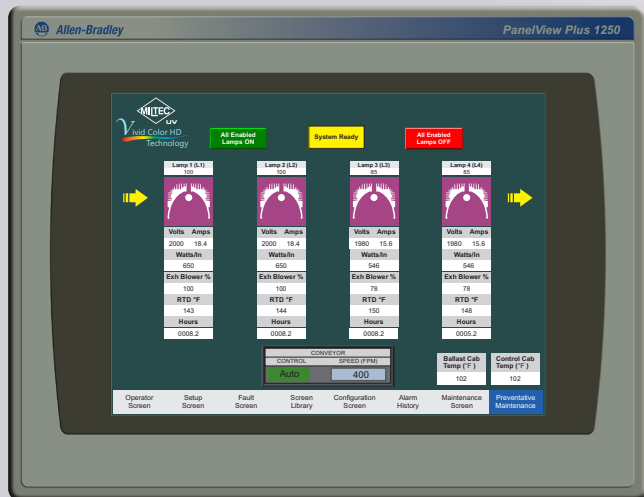 AB Allen-Bradley
PanelView Plus 1250
MILTEC
UV
Vivid Color HD
Technology
All Enabled
Lamps ON
System Ready
All Enabled
Lamps OFF
Lamp 1 (L1)
100
Lamp 2 (L2)
100
Lamp 3 (L3)
85
Lamp 4 (L4)
85
Volts Amps
2000 18.4
Watts/In
650
Exh Blower %
100
RTD °F
143
Hours
0008.2
Volts Amps
2000 18.4
Watts/In
650
Exh Blower %
100
RTD °F
144
Hours
0008.2
Volts Amps
1980 15.6
Watts/In
546
Exh Blower %
78
RTD °F
150
Hours
0008.2
Volts Amps
1980 15.6
Watts/In
546
Exh Blower %
78
RTD °F
148
Hours
0005.2
CONVEYOR
CONTROL SPEED (FPM)
Auto 400
Ballast Cab
Temp (°F )
102
Control Cab
Temp (°F )
102
Operator
Screen
Setup
Screen
Fault
Screen
Screen
Library
Configuration
Screen
Alarm
History
Maintenance
Screen
Preventative
Maintenance